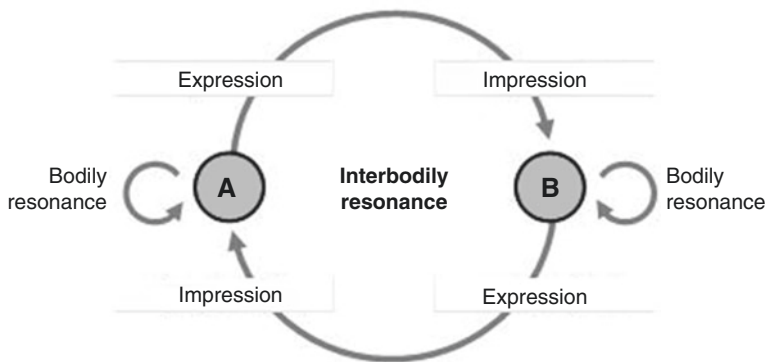 Expression
Impression
Bodily
resonance
A
Interbodily
resonance
B
Bodily
resonance
Impression
Expression